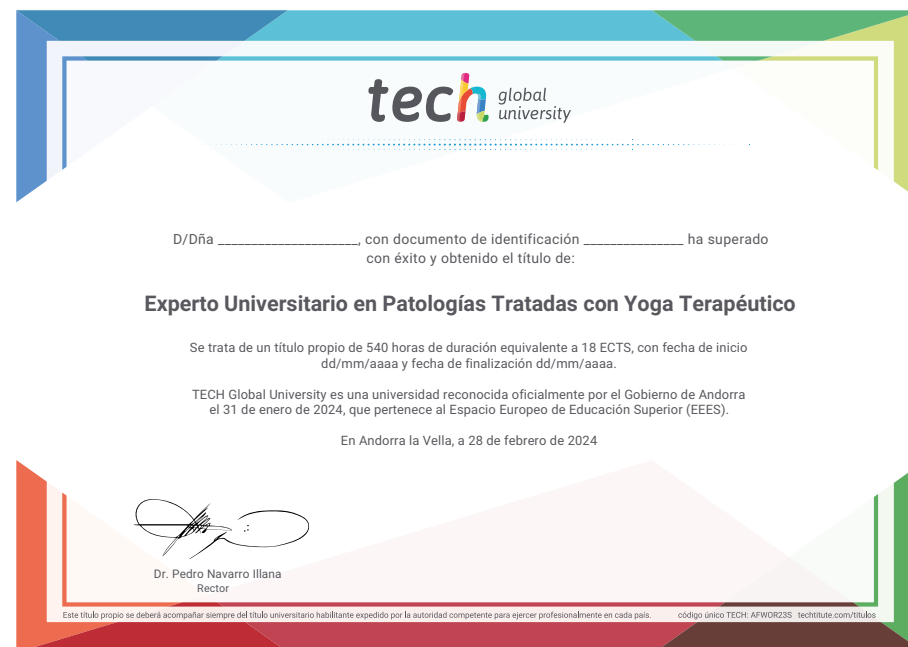 tech global
university
D/Dña _____________________, con documento de identificación _______________ ha superado
con éxito y obtenido el título de:
Experto Universitario en Patologías Tratadas con Yoga Terapéutico
Se trata de un título propio de 540 horas de duración equivalente a 18 ECTS, con fecha de inicio
dd/mm/aaaa y fecha de finalización dd/mm/aaaa.
TECH Global University es una universidad reconocida oficialmente por el Gobierno de Andorra
el 31 de enero de 2024, que pertenece al Espacio Europeo de Educación Superior (EEES).
En Andorra la Vella, a 28 de febrero de 2024
Dr. Pedro Navarro Illana
Rector
Este título propio se deberá acompañar siempre del título universitario habilitante expedido por la autoridad competente para ejercer profesionalmente en cada país. código único TECH: AFWOR23S techtitute.com/titulos